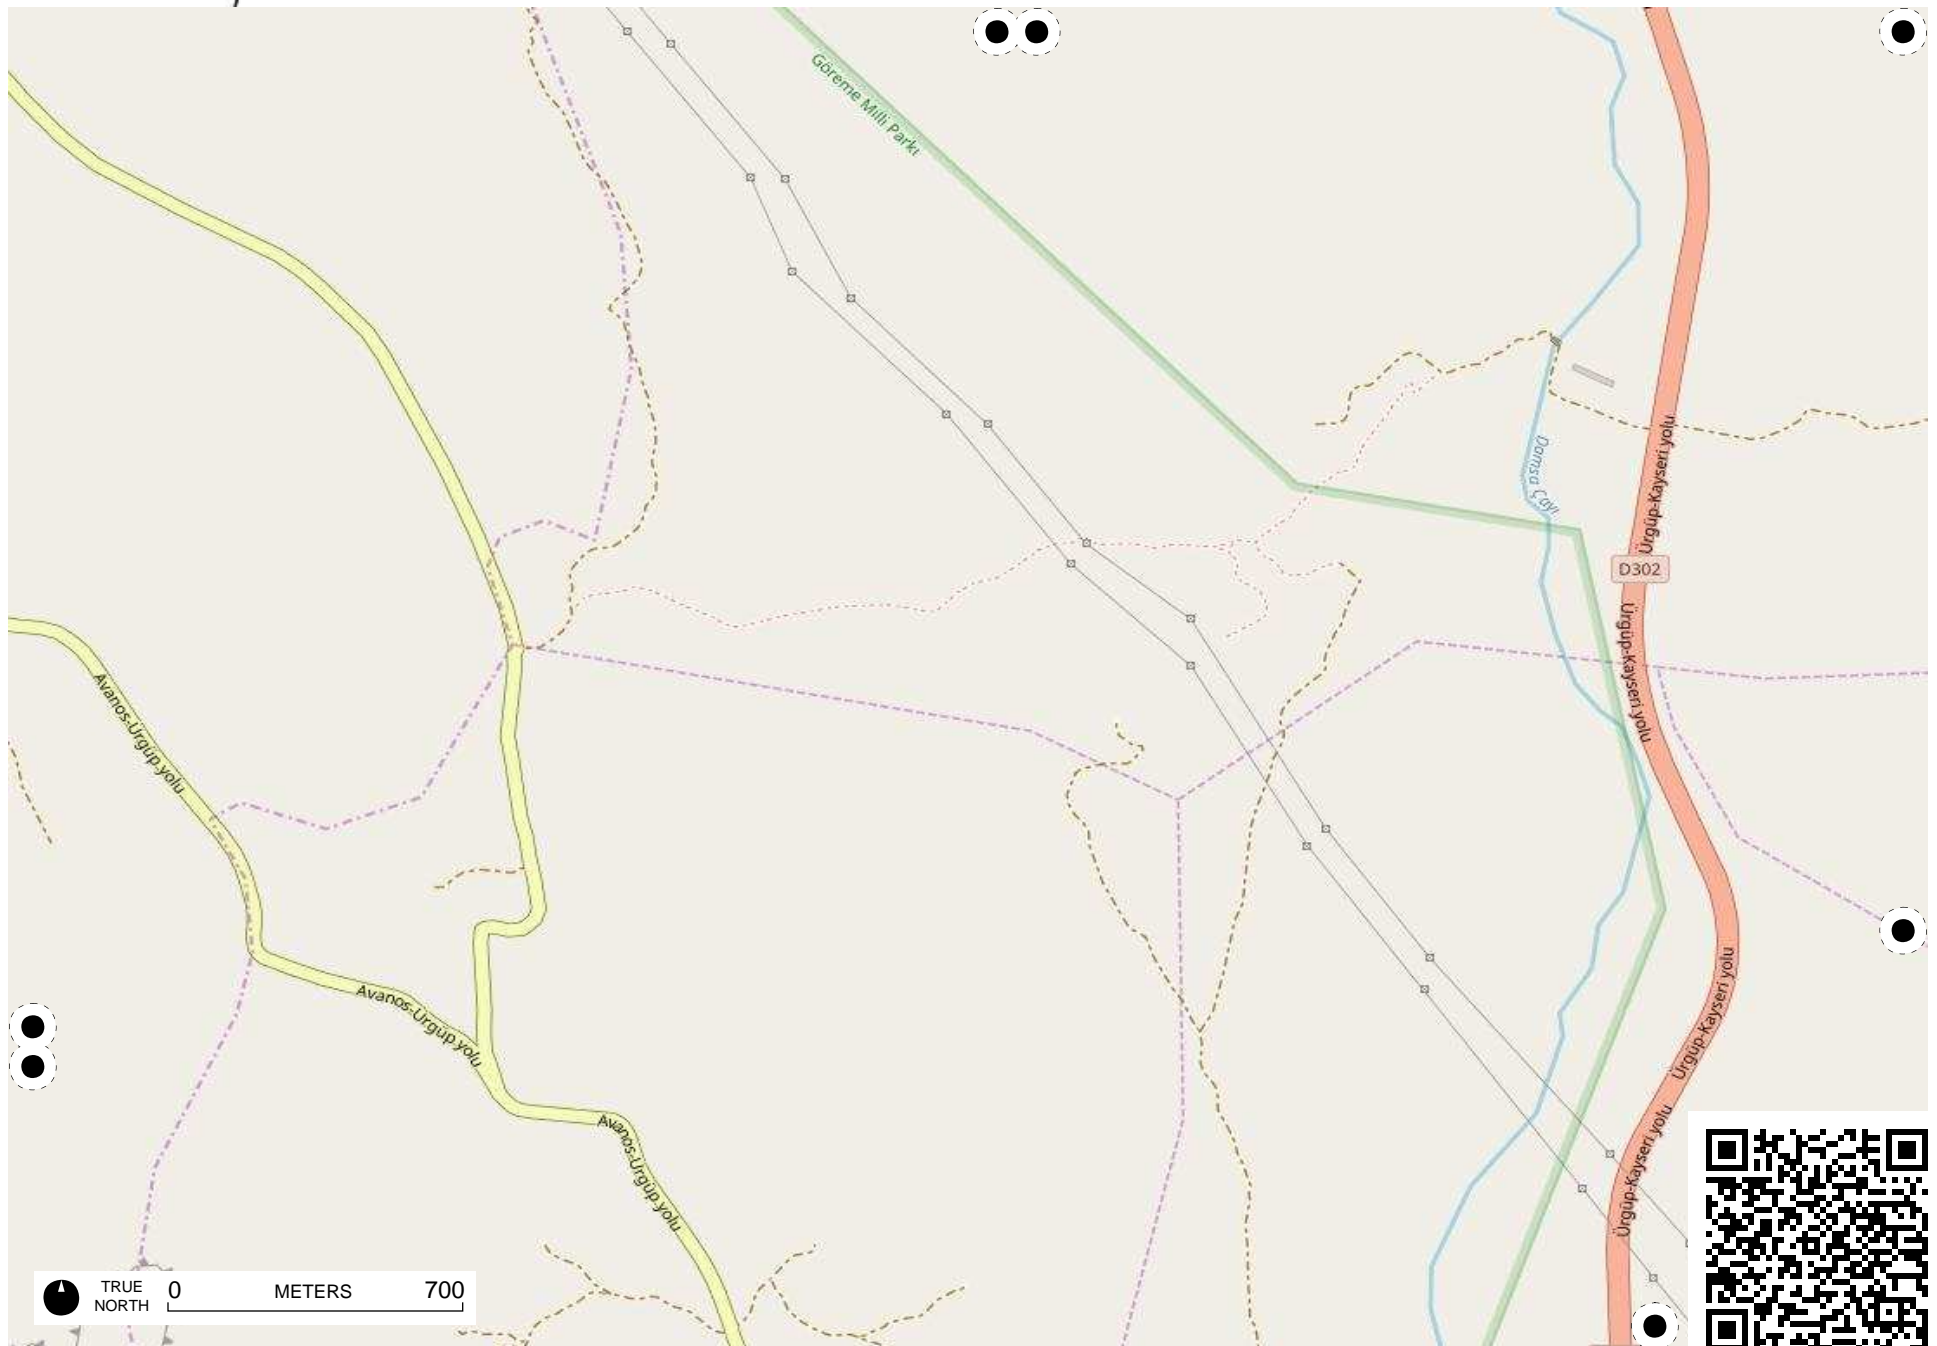 Göreme Milli Parkı
Ürgüp-Kayseri yolu
Damsa Çayı
D302
Ürgüp-Kayseri yolu
Avanos-Ürgüp yolu
Ürgüp-Kayseri yolu
Avanos-Ürgüp yolu
Avanos-Ürgüp yolu
Ürgüp-Kayseri yolu
TRUE NORTH
0 METERS 700